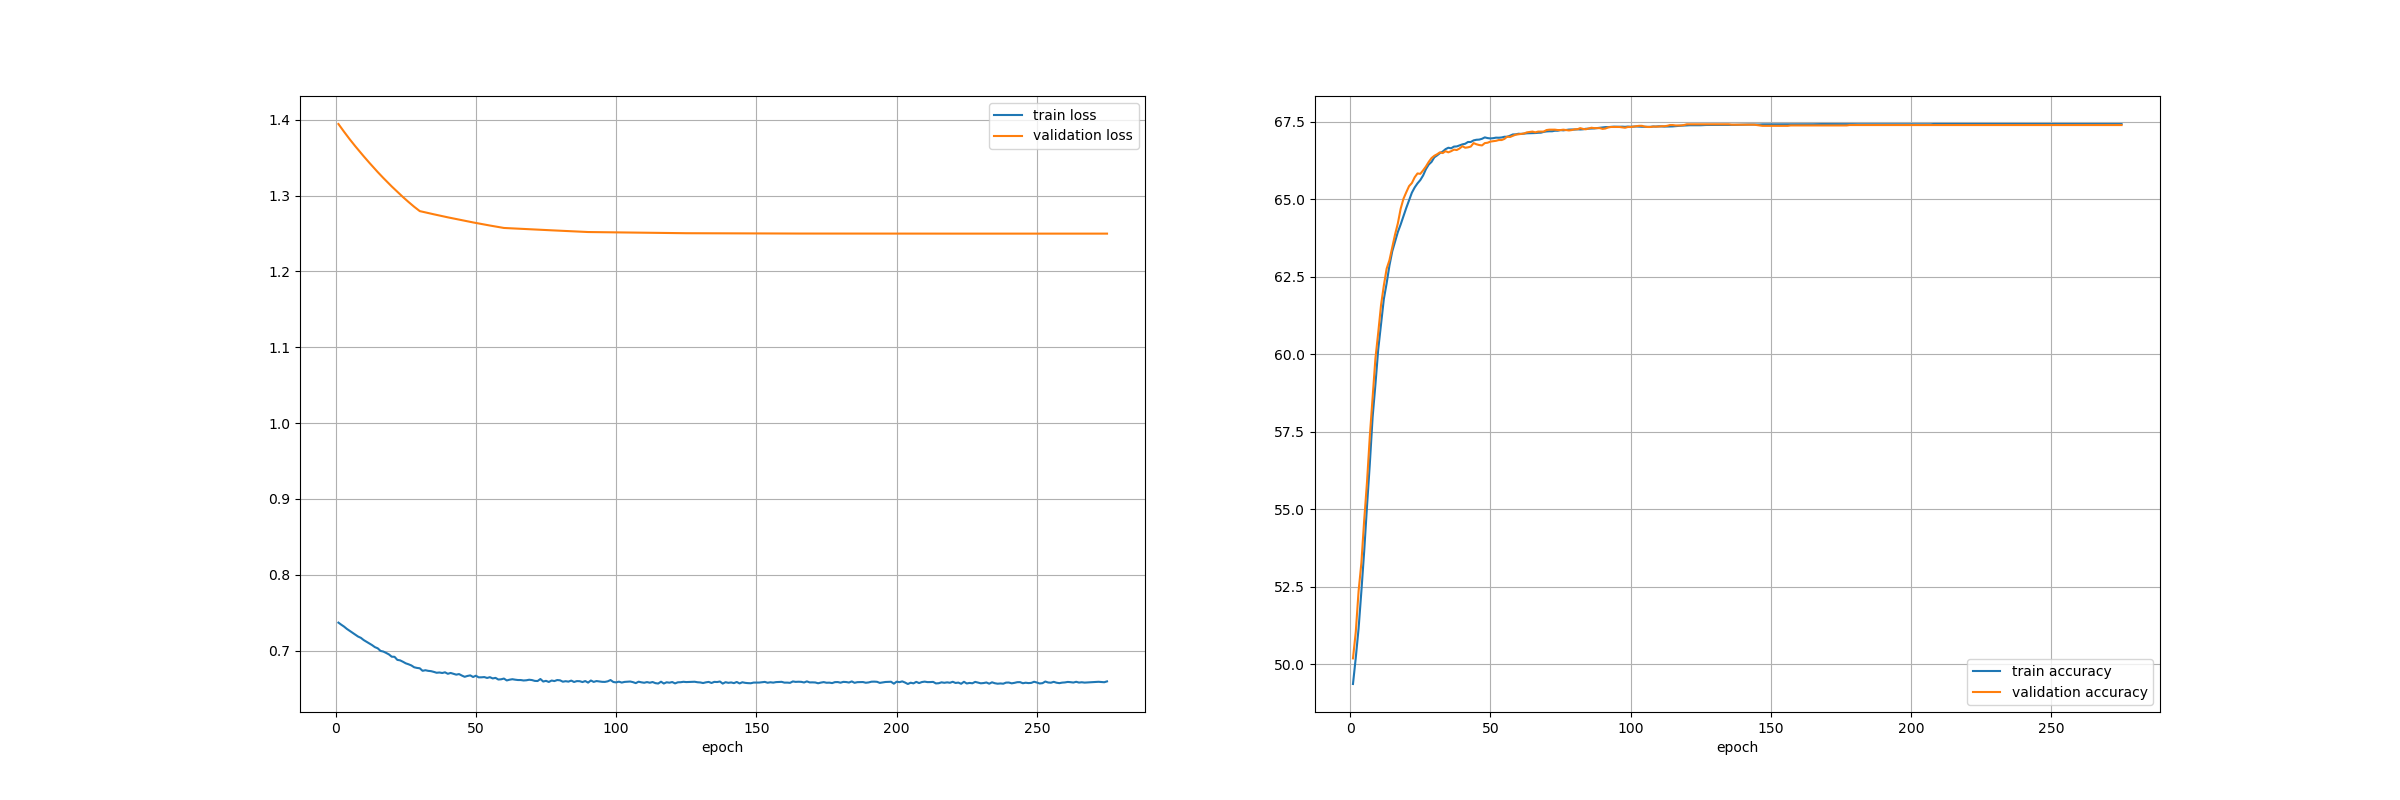 1.4
1.3
1.2
1.1
1.0
0.9
0.8
0.7
0 50 100 150 200 250
epoch
train loss
validation loss
67.5
65.0
62.5
60.0
57.5
55.0
52.5
50.0
0 50 100 150 200 250
epoch
train accuracy
validation accuracy